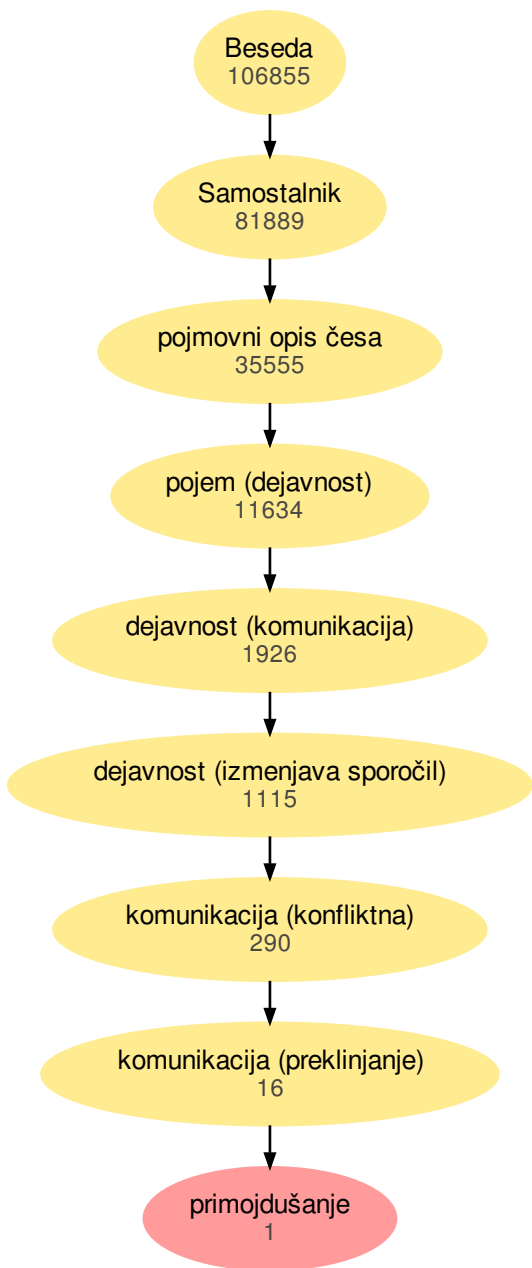 Beseda
106855
Samostalnik
81889
pojmovni opis česa
35555
pojem (dejavnost)
11634
dejavnost (komunikacija)
1926
dejavnost (izmenjava sporočil)
1115
komunikacija (konfliktna)
290
komunikacija (preklinjanje)
16
primojdušanje
1